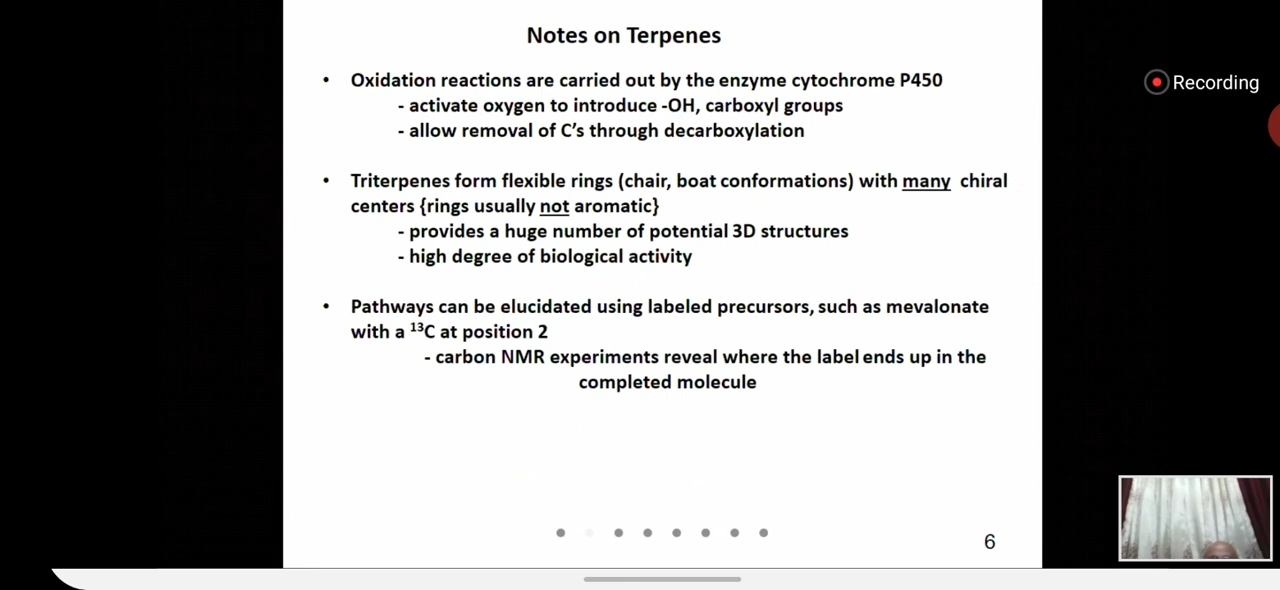 Notes on Terpenes
• Oxidation reactions are carried out by the enzyme cytochrome P450
- activate oxygen to introduce -OH, carboxyl groups
- allow removal of C's through decarboxylation
• Triterpenes form flexible rings (chair, boat conformations) with many chiral
centers {rings usually not aromatic}
- provides a huge number of potential 3D structures
- high degree of biological activity
• Pathways can be elucidated using labeled precursors, such as mevalonate
with a ¹³C at position 2
- carbon NMR experiments reveal where the label ends up in the
completed molecule
6
Recording